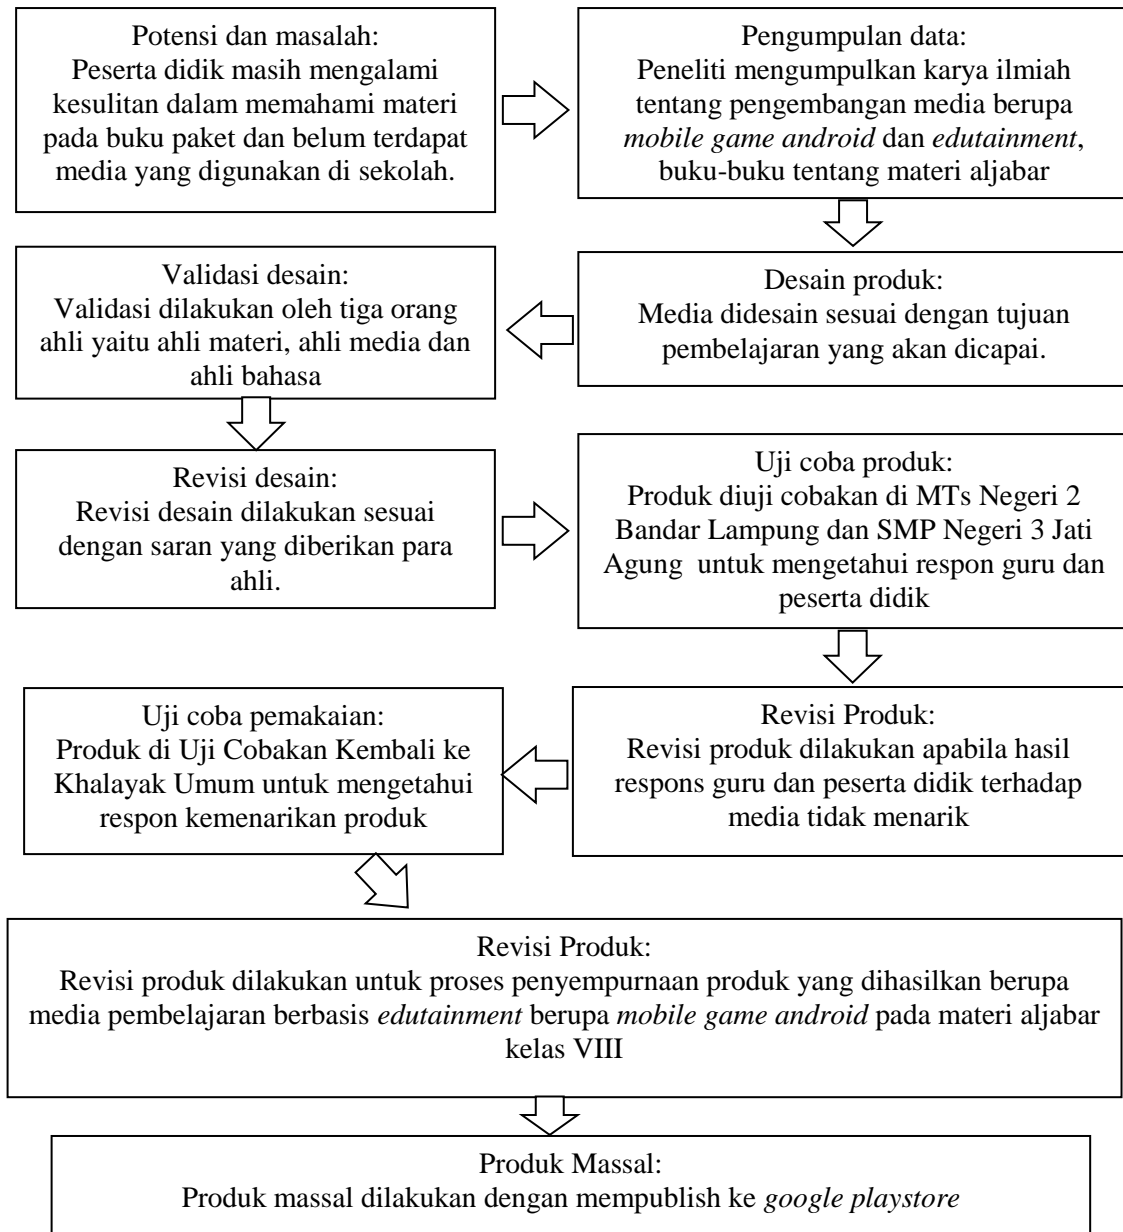 Potensi dan masalah:
Peserta didik masih mengalami
kesulitan dalam memahami materi
pada buku paket dan belum terdapat
media yang digunakan di sekolah.
Pengumpulan data:
Peneliti mengumpulkan karya ilmiah
tentang pengembangan media berupa
mobile game android dan edutainment,
buku-buku tentang materi aljabar
Desain produk:
Media didesain sesuai dengan tujuan
pembelajaran yang akan dicapai.
Validasi desain:
Validasi dilakukan oleh tiga orang
ahli yaitu ahli materi, ahli media dan
ahli bahasa
Revisi desain:
Revisi desain dilakukan sesuai
dengan saran yang diberikan para
ahli.
Uji coba produk:
Produk diuji cobakan di MTs Negeri 2
Bandar Lampung dan SMP Negeri 3 Jati
Agung  untuk mengetahui respon guru dan
peserta didik
Revisi Produk:
Revisi produk dilakukan apabila hasil
respons guru dan peserta didik terhadap
media tidak menarik
Uji coba pemakaian:
Produk di Uji Cobakan Kembali ke
Khalayak Umum untuk mengetahui
respon kemenarikan produk
Revisi Produk:
Revisi produk dilakukan untuk proses penyempurnaan produk yang dihasilkan berupa
media pembelajaran berbasis edutainment berupa mobile game android pada materi aljabar
kelas VIII
Produk Massal:
Produk massal dilakukan dengan mempublish ke google playstore